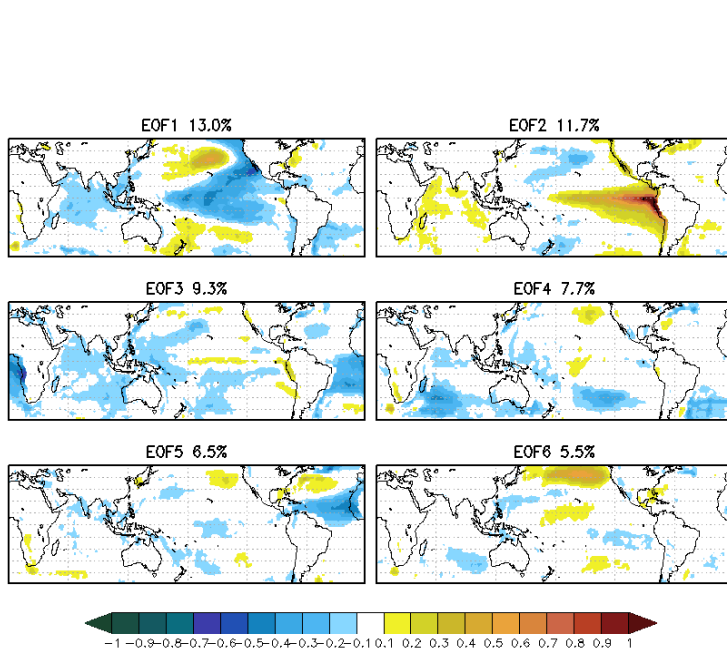 EOF1 13.0%
EOF2 11.7%
EOF3 9.3%
EOF4 7.7%
EOF5 6.5%
EOF6 5.5%
-1 -0.9-0.8-0.7-0.6-0.5-0.4-0.3-0.2-0.1 0.1 0.2 0.3 0.4 0.5 0.6 0.7 0.8 0.9 1